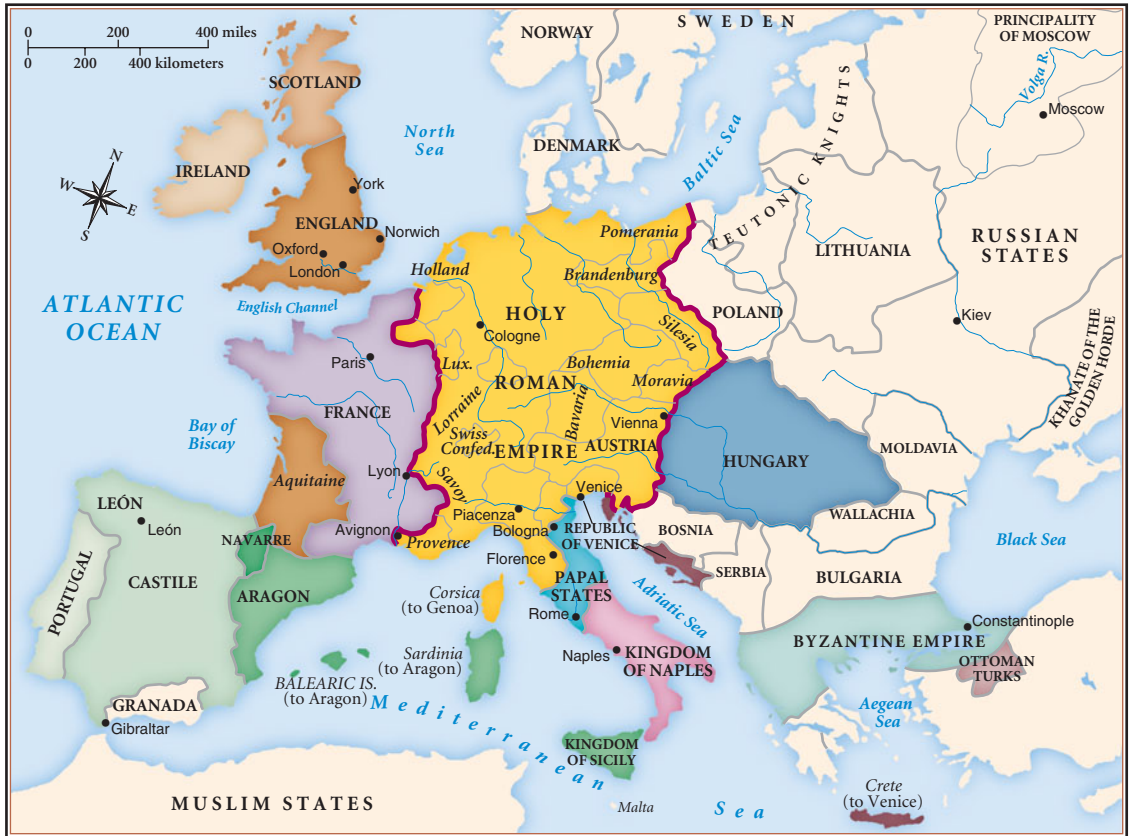 0 200 400 miles
0 200 400 kilometers
N
W
E
S
NORWAY
SWEDEN
PRINCIPALITY
OF MOSCOW
Volga R.
Moscow
SCOTLAND
North
Sea
IRELAND
DENMARK
Baltic Sea
TEUTONIC KNIGHTS
York
ENGLAND
Norwich
Oxford
London
Pomerania
LITHUANIA
RUSSIAN
STATES
Holland
Brandenburg
ATLANTIC
OCEAN
English Channel
HOLY
Cologne
POLAND
Silesia
Kiev
KHANATE OF THE
GOLDEN HORDE
Paris
Lux.
Bohemia
ROMAN
Moravia
FRANCE
Lorraine
Bavaria
Vienna
Bay of
Biscay
Swiss
Confed.
EMPIRE
AUSTRIA
HUNGARY
MOLDAVIA
Lyon
Savoy
Aquitaine
Venice
LEÓN
León
Piacenza
WALLACHIA
Avignon
Provence
Bologna
REPUBLIC
OF VENICE
BOSNIA
Black Sea
NAVARRE
Florence
SERBIA
BULGARIA
PORTUGAL
CASTILE
ARAGON
Corsica
(to Genoa)
PAPAL
STATES
Adriatic Sea
Rome
Constantinople
BYZANTINE EMPIRE
Sardinia
(to Aragon)
Naples
KINGDOM
OF NAPLES
OTTOMAN
TURKS
BALEARIC IS.
(to Aragon)
GRANADA
Gibraltar
Mediterranean
Sea
Aegean
Sea
KINGDOM
OF SICILY
MUSLIM STATES
Malta
Crete
(to Venice)